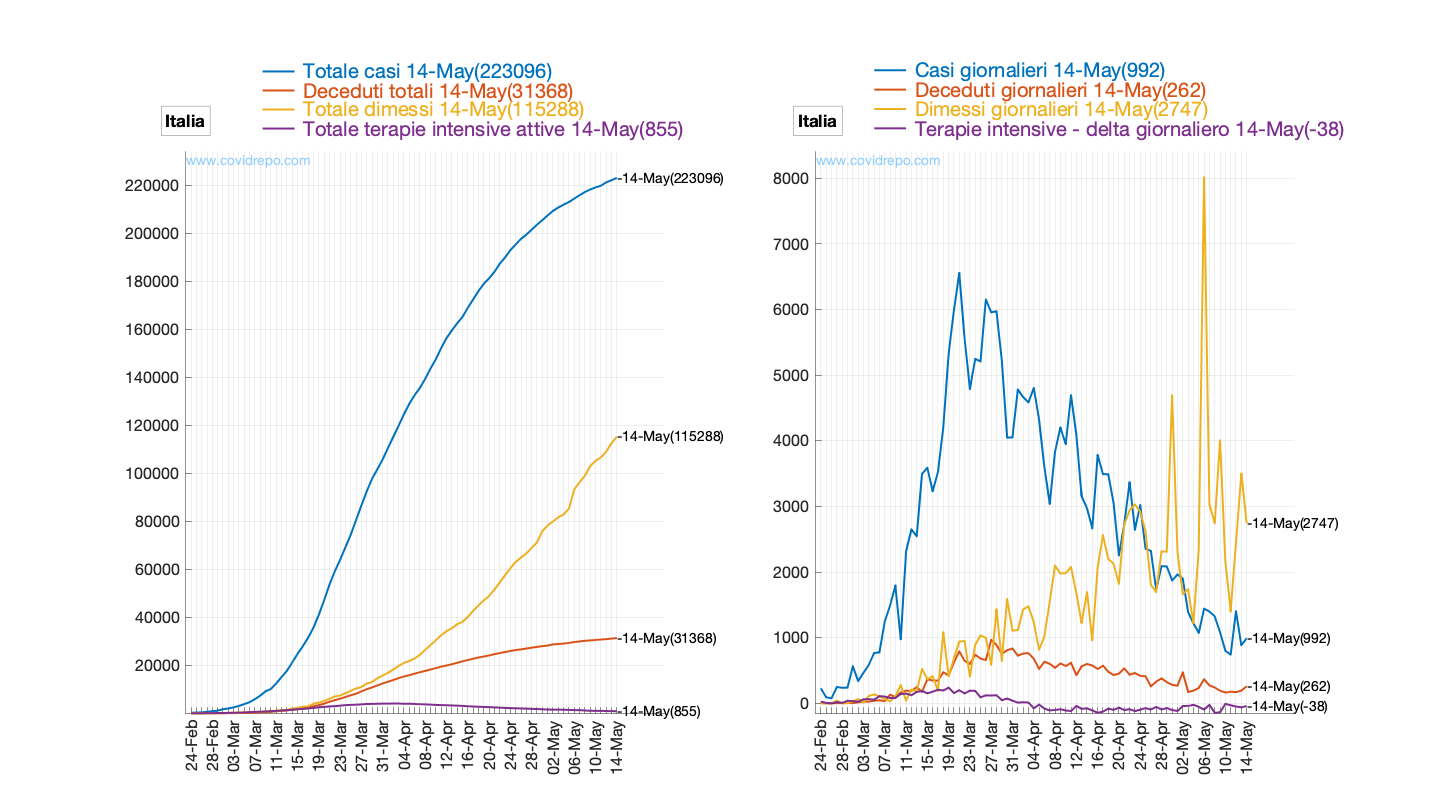 Totale casi 14-May(223096)
Deceduti totali 14-May(31368)
Totale dimessi 14-May(115288)
Totale terapie intensive attive 14-May(855)
Italia
www.covidrepo.com
220000
200000
180000
160000
140000
120000
100000
80000
60000
40000
20000
-14-May(223096)
-14-May(115288)
-14-May(31368)
-14-May(855)
24-Feb
28-Feb
03-Mar
07-Mar
11-Mar
15-Mar
19-Mar
23-Mar
27-Mar
31-Mar
04-Apr
08-Apr
12-Apr
16-Apr
20-Apr
24-Apr
28-Apr
02-May
06-May
10-May
14-May
Casi giornalieri 14-May(992)
Deceduti giornalieri 14-May(262)
Dimessi giornalieri 14-May(2747)
Terapie intensive - delta giornaliero 14-May(-38)
Italia
www.covidrepo.com
8000
7000
6000
5000
4000
3000
2000
1000
0
-14-May(2747)
-14-May(992)
-14-May(262)
-14-May(-38)
24-Feb
28-Feb
03-Mar
07-Mar
11-Mar
15-Mar
19-Mar
23-Mar
27-Mar
31-Mar
04-Apr
08-Apr
12-Apr
16-Apr
20-Apr
24-Apr
28-Apr
02-May
06-May
10-May
14-May